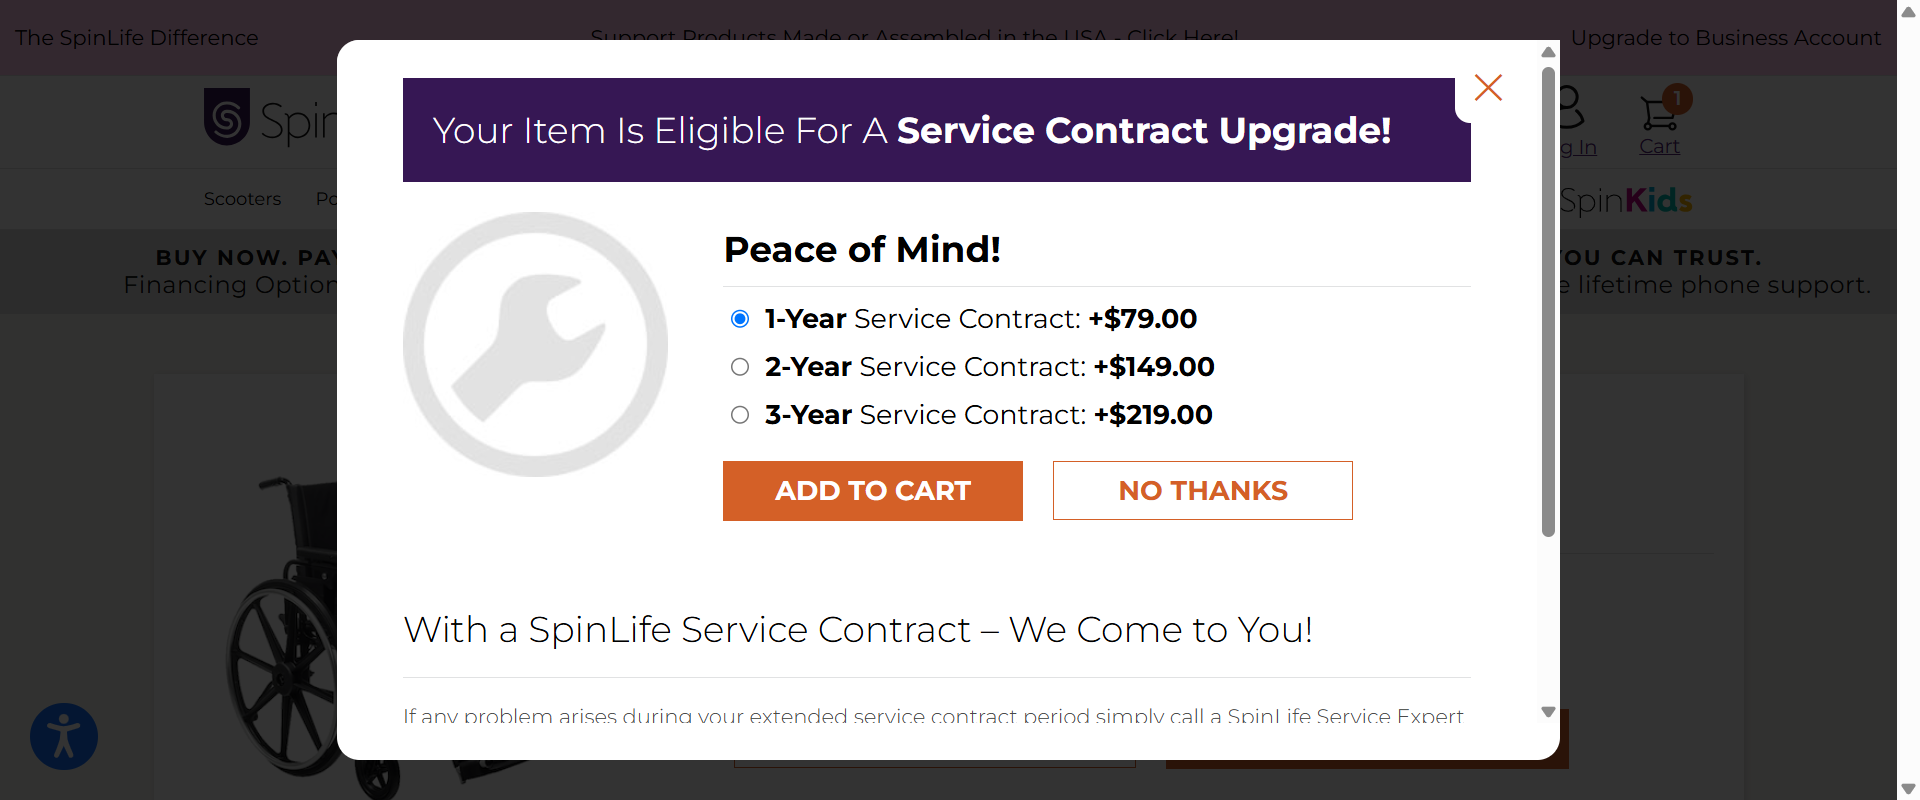 The SpinLife Difference
Support Products Made or Assembled in the USA - Click Here!
Upgrade to Business Account
Spin
g In
1
Cart
Scooters
Po
SpinKids
BUY NOW. PAY
Financing Option
OU CAN TRUST.
e lifetime phone support.
Your Item Is Eligible For A Service Contract Upgrade!
Peace of Mind!
1-Year Service Contract: +$79.00
2-Year Service Contract: +$149.00
3-Year Service Contract: +$219.00
ADD TO CART
NO THANKS
With a SpinLife Service Contract – We Come to You!
If any problem arises during your extended service contract period simply call a SpinLife Service Expert